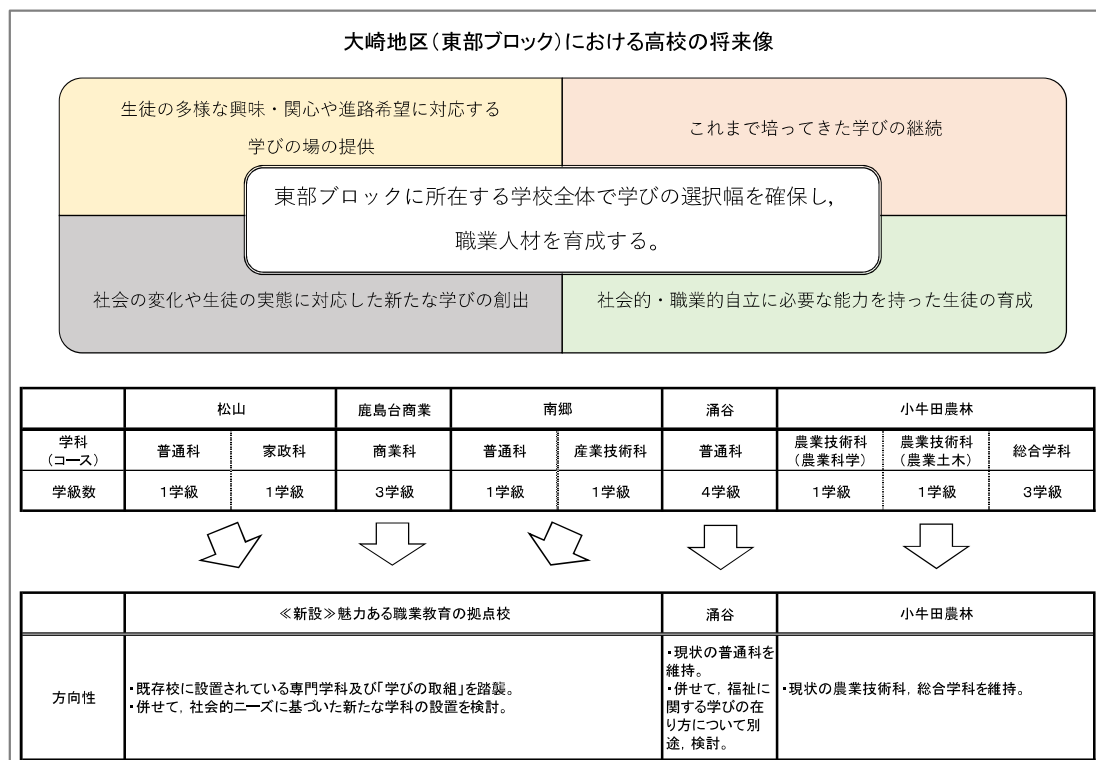 大崎地区（東部ブロック）における高校の将来像
生徒の多様な興味・関心や進路希望に対応する
学びの場の提供
これまで培ってきた学びの継続
東部ブロックに所在する学校全体で学びの選択幅を確保し，
職業人材を育成する。
社会の変化や生徒の実態に対応した新たな学びの創出
社会的・職業的自立に必要な能力を持った生徒の育成
松山 鹿島台商業 南郷 涌谷 小牛田農林
学科
（コース）
普通科 家政科 商業科 普通科 産業技術科 普通科
農業技術科
（農業科学）
農業技術科
（農業土木）
総合学科
学級数 1学級 1学級 3学級 1学級 1学級 4学級 1学級 1学級 3学級
≪新設≫魅力ある職業教育の拠点校 涌谷 小牛田農林
方向性
・既存校に設置されている専門学科及び「学びの取組」を踏襲。
・併せて，社会的ニーズに基づいた新たな学科の設置を検討。
・現状の普通科を
維持。
・併せて，福祉に
関する学びの在
り方について別
途，検討。
・現状の農業技術科，総合学科を維持。